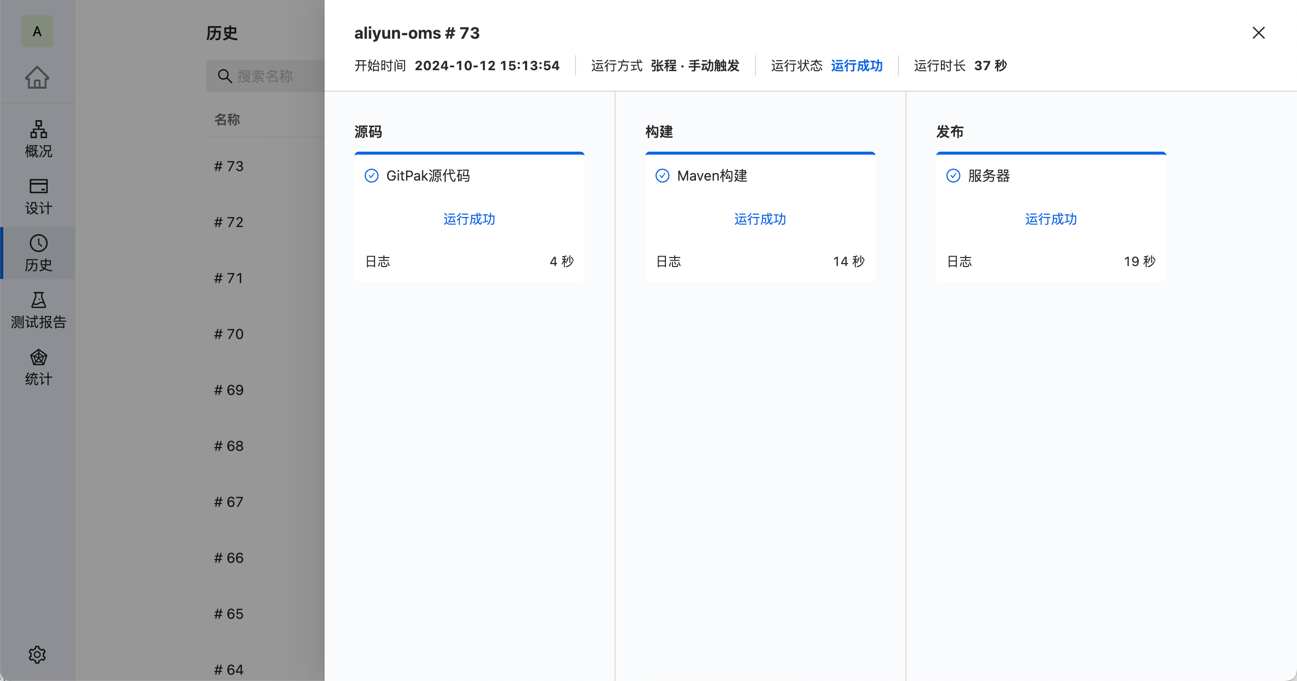 A
概况
设计
历史
测试报告
统计
历史
搜索名称
名称
# 73
# 72
# 71
# 70
# 69
# 68
# 67
# 66
# 65
# 64
aliyun-oms # 73
开始时间 2024-10-12 15:13:54 运行方式 张程 · 手动触发 运行状态 运行成功 运行时长 37 秒
源码
GitPak源代码
运行成功
日志 4 秒
构建
Maven构建
运行成功
日志 14 秒
发布
服务器
运行成功
日志 19 秒